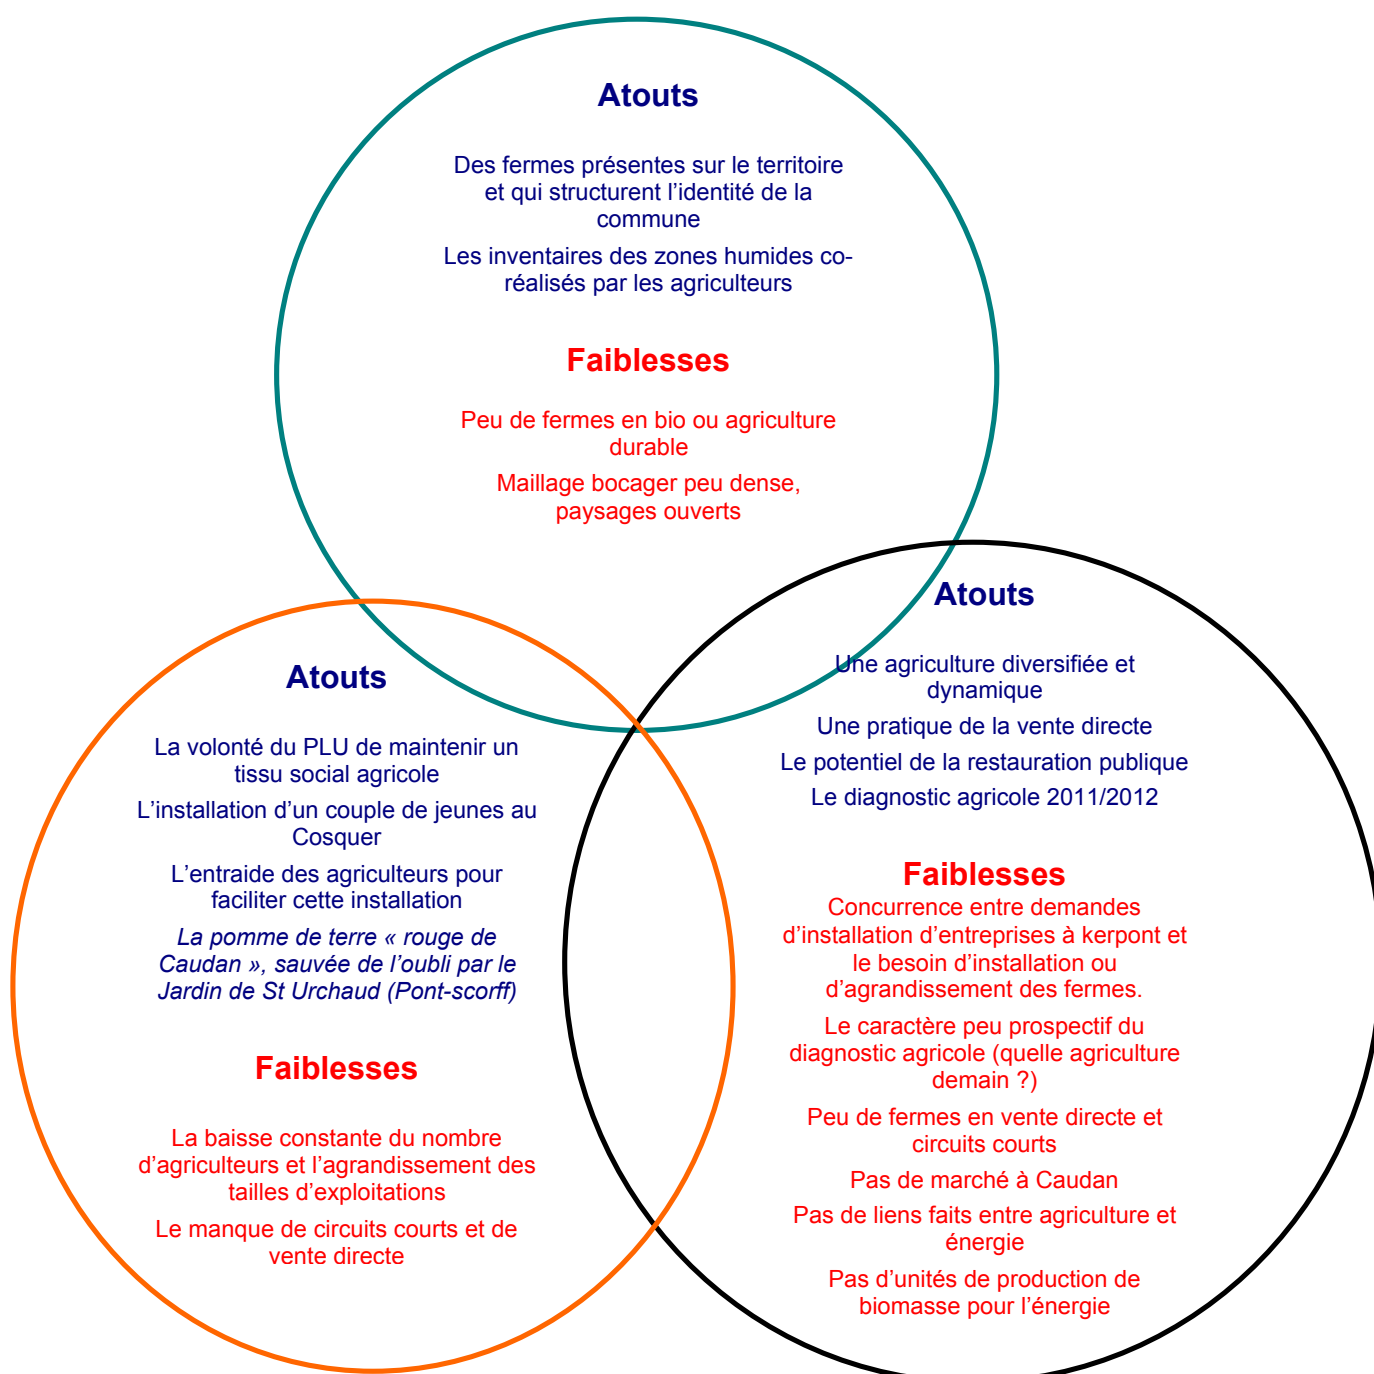 Atouts
Des fermes présentes sur le territoire
et qui structurent l’identité de la
commune
Les inventaires des zones humides co-
réalisés par les agriculteurs
Faiblesses
Peu de fermes en bio ou agriculture
durable
Maillage bocager peu dense,
paysages ouverts
Atouts
La volonté du PLU de maintenir un
tissu social agricole
L’installation d’un couple de jeunes au
Cosquer
L’entraide des agriculteurs pour
faciliter cette installation
La pomme de terre « rouge de
Caudan », sauvée de l’oubli par le
Jardin de St Urchaud (Pont-scorff)
Faiblesses
La baisse constante du nombre
d’agriculteurs et l’agrandissement des
tailles d’exploitations
Le manque de circuits courts et de
vente directe
Atouts
Une agriculture diversifiée et
dynamique
Une pratique de la vente directe
Le potentiel de la restauration publique
Le diagnostic agricole 2011/2012
Faiblesses
Concurrence entre demandes
d’installation d’entreprises à kerpont et
le besoin d’installation ou
d’agrandissement des fermes.
Le caractère peu prospectif du
diagnostic agricole (quelle agriculture
demain ?)
Peu de fermes en vente directe et
circuits courts
Pas de marché à Caudan
Pas de liens faits entre agriculture et
énergie
Pas d’unités de production de
biomasse pour l’énergie